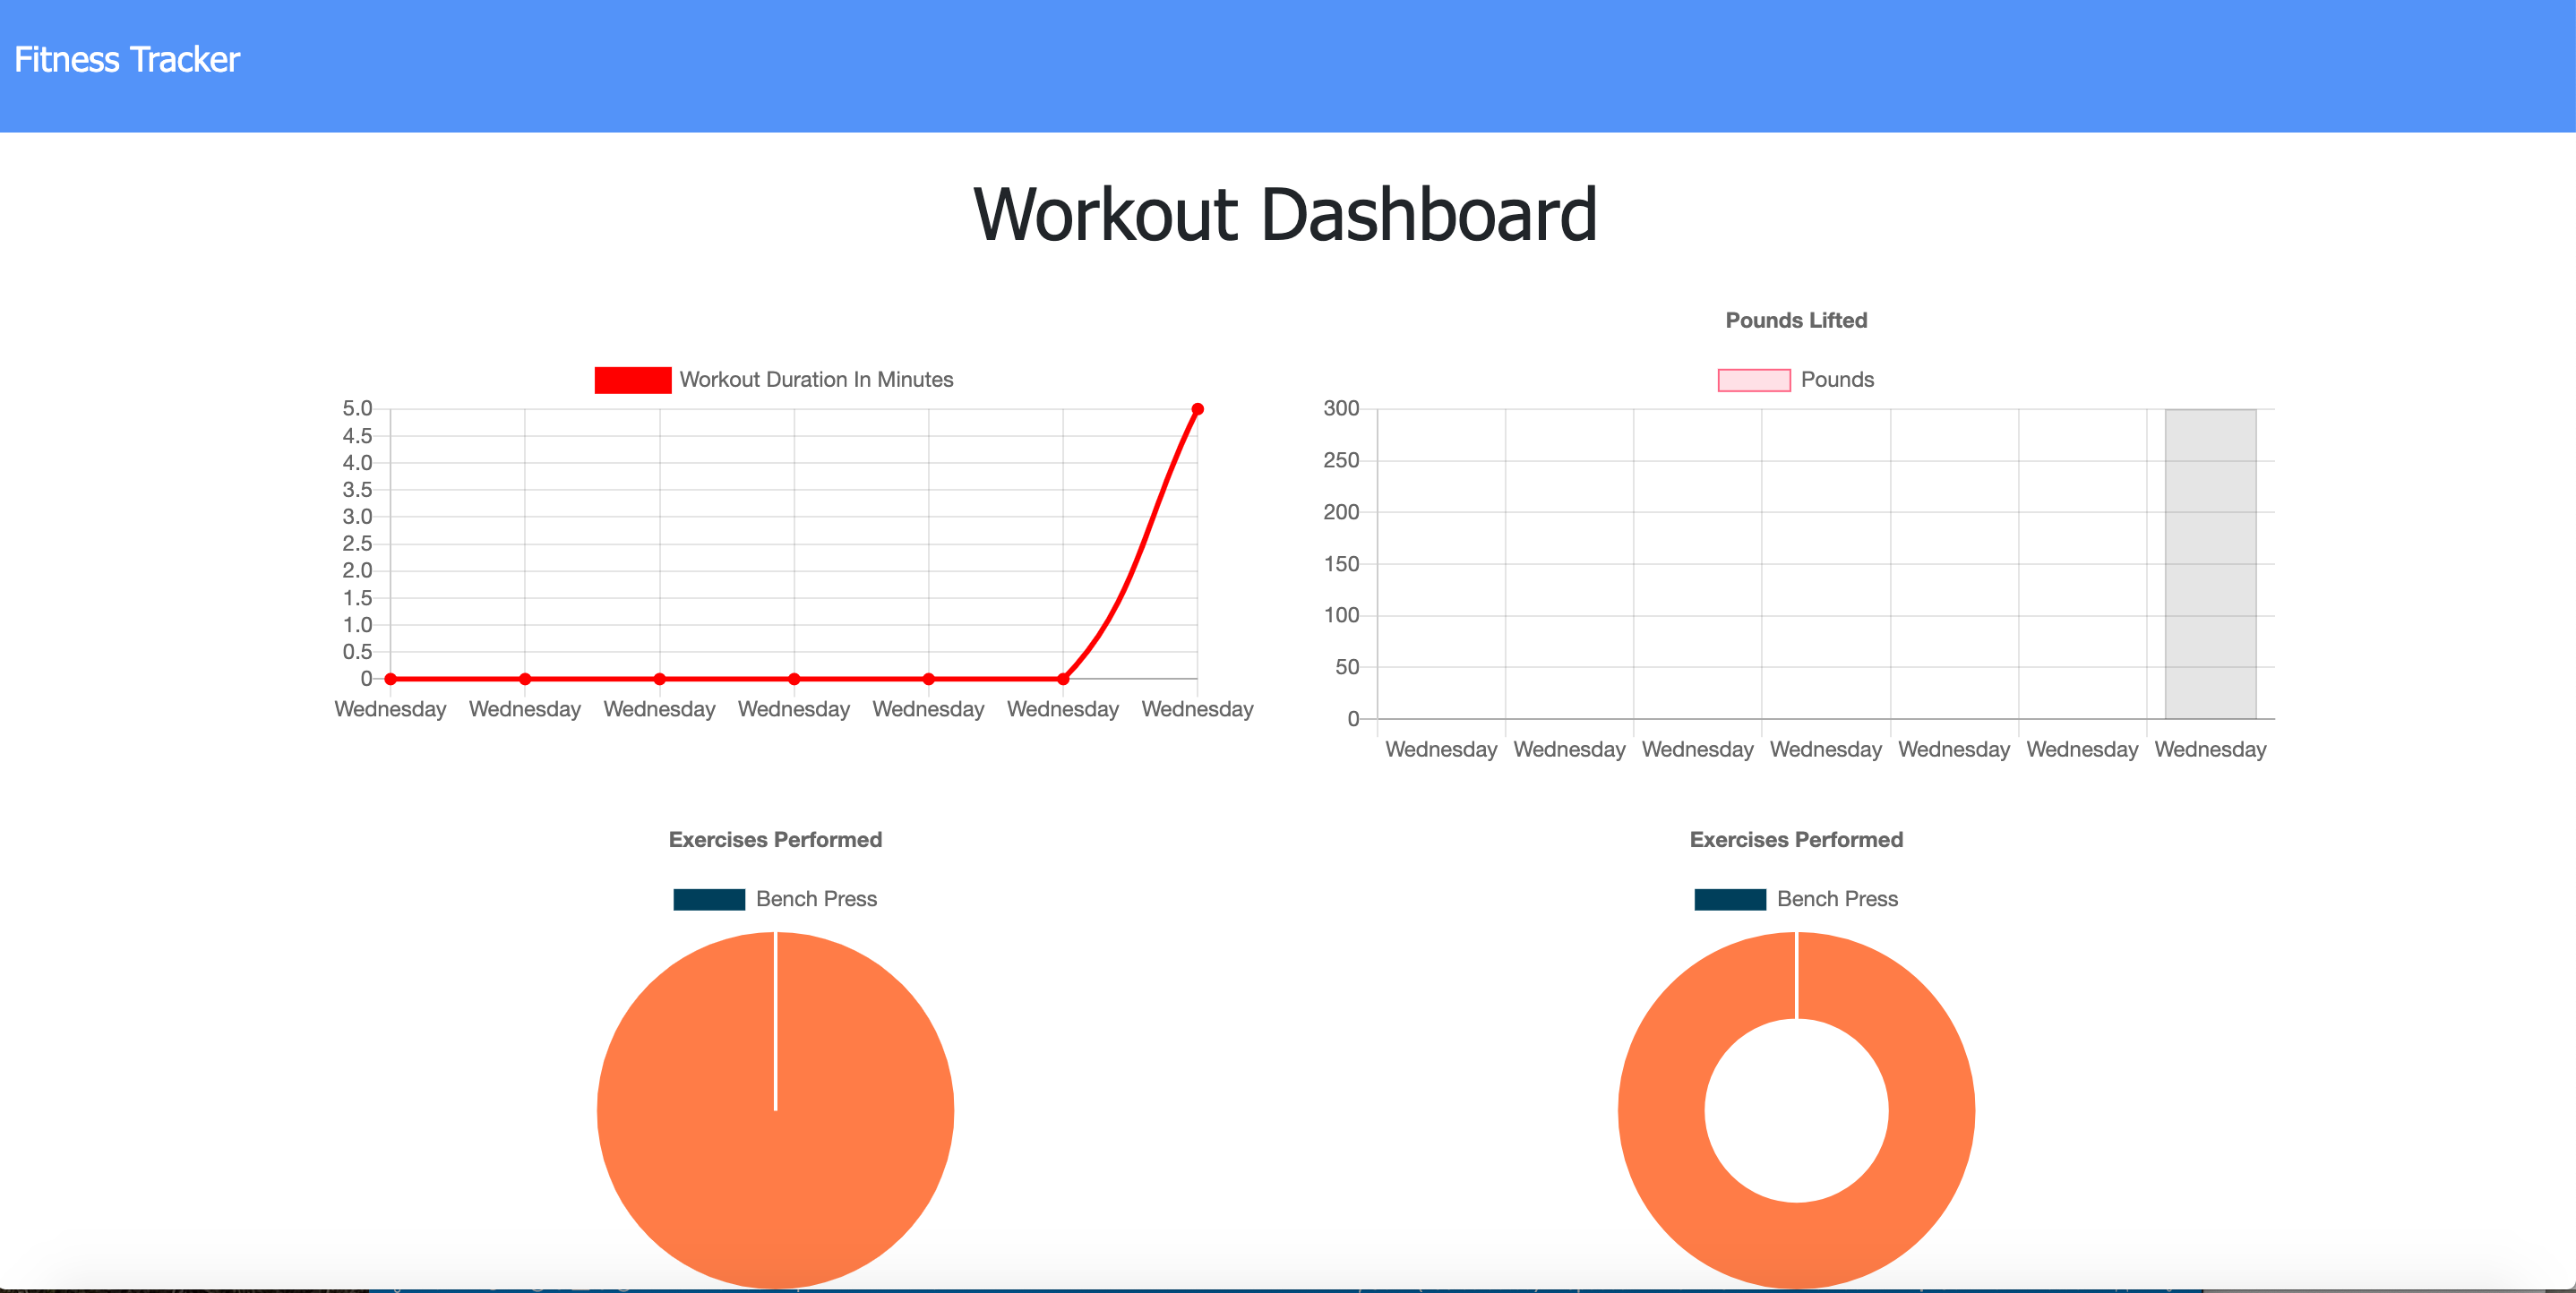 Fitness Tracker
Workout Dashboard
Workout Duration In Minutes
5.0
4.5
4.0
3.5
3.0
2.5
2.0
1.5
1.0
0.5
0
Wednesday Wednesday Wednesday Wednesday Wednesday Wednesday Wednesday
Pounds Lifted
Pounds
300
250
200
150
100
50
0
Wednesday Wednesday Wednesday Wednesday Wednesday Wednesday Wednesday
Exercises Performed
Bench Press
Exercises Performed
Bench Press